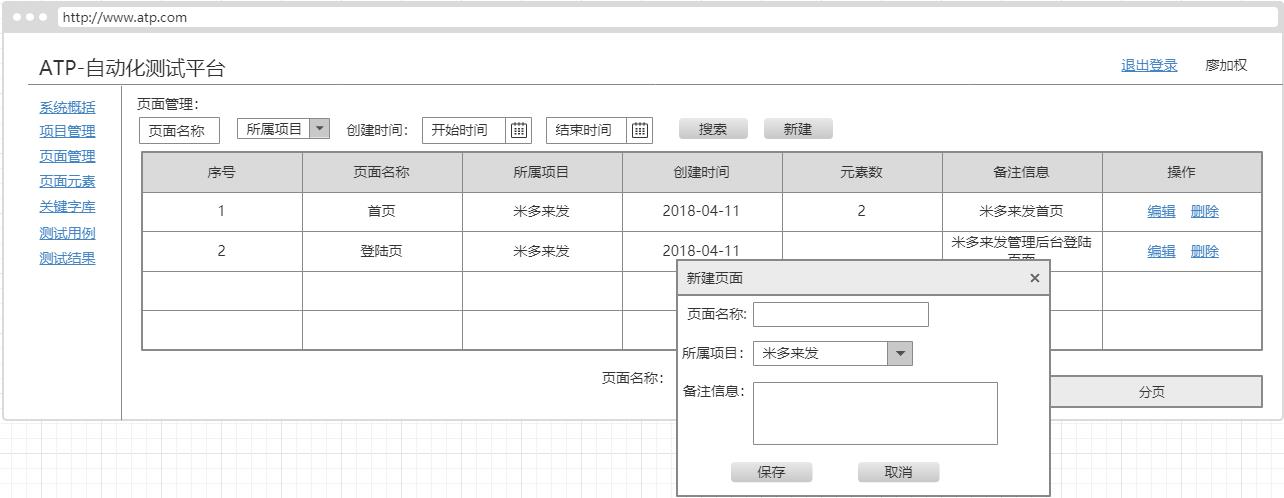 http://www.atp.com
ATP-自动化测试平台
退出登录 廖加权
系统概括
项目管理
页面管理
页面元素
关键字库
测试用例
测试结果
页面管理：
页面名称 所属项目 创建时间： 开始时间 结束时间 搜索 新建
序号 页面名称 所属项目 创建时间 元素数 备注信息 操作
1 首页 米多来发 2018-04-11 2 米多来发首页 编辑 删除
2 登陆页 米多来发 2018-04-11 米多来发管理后台登陆 编辑 删除
页面名称：
分页
新建页面
页面名称:
所属项目： 米多来发
备注信息：
保存 取消